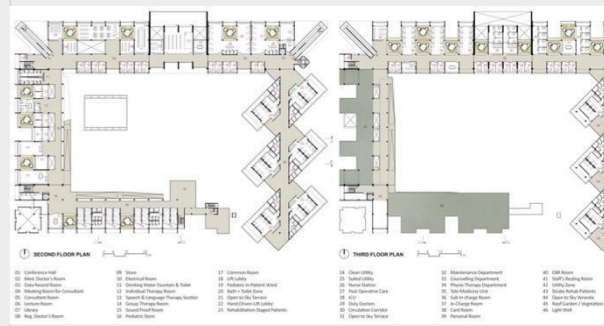 SECOND FLOOR PLAN
THIRD FLOOR PLAN
01 Conference Hall
02 Med. Doctor's Room
03 Data Record Room
04 Meeting Room for Consultant
05 Consultant Room
06 Lecture Room
07 Library
08 Reg. Doctor's Room
09 Store
10 Electrical Room
11 Drinking Water Fountain & Toilet
12 Individual Therapy Room
13 Speech & Language Therapy Section
14 Group Therapy Room
15 Sound Proof Room
16 Pediatric Store
17 Common Room
18 Lift Lobby
19 Pediatric In-Patient Ward
20 Bath + Toilet Zone
21 Open to Sky Terrace
22 Hand Driven-Lift Lobby
23 Rehabilitation Staged Patients
24 Clean Utility
25 Soiled Utility
26 Nurse Station
27 Post Operative Care
28 ICU
29 Duty Doctors
30 Circulation Corridor
31 Open to Sky Terrace
32 Maintenance Department
33 Counselling Department
34 Physio Therapy Department
35 Tele-Medicine Unit
36 Sub In-charge Room
37 In-Charge Room
38 Card Room
39 Personal Room
40 CBR Room
41 Staff's Resting Room
42 Utility Zone
43 Stroke Rehab Patients
44 Open to Sky Veranda
45 Roof Garden / Vegetation
46 Light Well